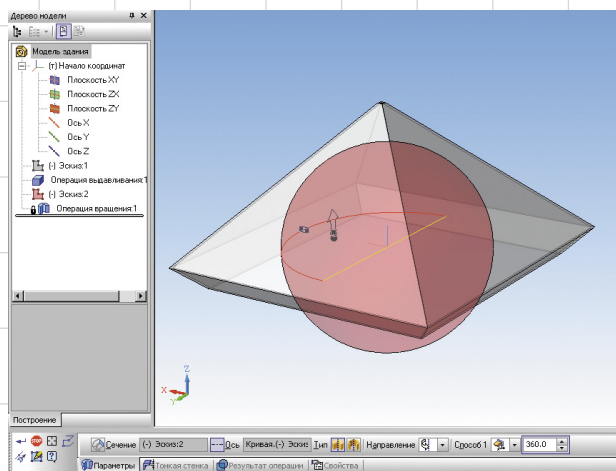 Дерево модели
Модель здания
(т) Начало координат
Плоскость XY
Плоскость ZX
Плоскость ZY
Ось X
Ось Y
Ось Z
(-) Эскиз:1
Операция выдавливания:1
(-) Эскиз:2
Операция вращения:1
Z
X
Y
Построение
Сечение (-) Эскиз:2 Ось Кривая.(-) Эскиз Тип Направление Способ 1 360.0
Параметры Тонкая стенка Результат операции Свойства